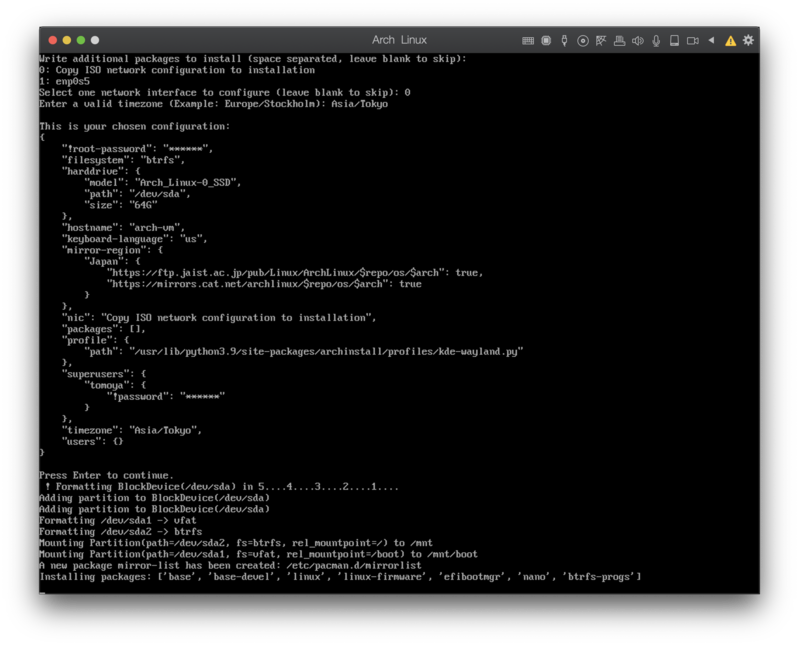 Arch Linux
Write additional packages to install (space separated, leave blank to skip):
0: Copy ISO network configuration to installation
1: enp0s5
Select one network interface to configure (leave blank to skip): 0
Enter a valid timezone (Example: Europe/Stockholm): Asia/Tokyo
This is your chosen configuration:
{
    "!root-password": "******",
    "filesystem": "btrfs",
    "harddrive": {
        "model": "Arch_Linux-0_SSD",
        "path": "/dev/sda",
        "size": "64G"
    },
    "hostname": "arch-vm",
    "keyboard-language": "us",
    "mirror-region": {
        "Japan": {
            "https://ftp.jaist.ac.jp/pub/Linux/ArchLinux/$repo/os/$arch": true,
            "https://mirrors.cat.net/archlinux/$repo/os/$arch": true
        }
    },
    "nic": "Copy ISO network configuration to installation",
    "packages": [],
    "profile": {
        "path": "/usr/lib/python3.9/site-packages/archinstall/profiles/kde-wayland.py"
    },
    "superusers": {
        "tomoya": {
            "!password": "******"
        }
    },
    "timezone": "Asia/Tokyo",
    "users": {}
}
Press Enter to continue.
 ! Formatting BlockDevice(/dev/sda) in 5....4....3....2....1....
Adding partition to BlockDevice(/dev/sda)
Adding partition to BlockDevice(/dev/sda)
Formatting /dev/sda1 -> vfat
Formatting /dev/sda2 -> btrfs
Mounting Partition(path=/dev/sda2, fs=btrfs, rel_mountpoint=/) to /mnt
Mounting Partition(path=/dev/sda1, fs=vfat, rel_mountpoint=/boot) to /mnt/boot
A new package mirror-list has been created: /etc/pacman.d/mirrorlist
Installing packages: ['base', 'base-devel', 'linux', 'linux-firmware', 'efibootmgr', 'nano', 'btrfs-progs']